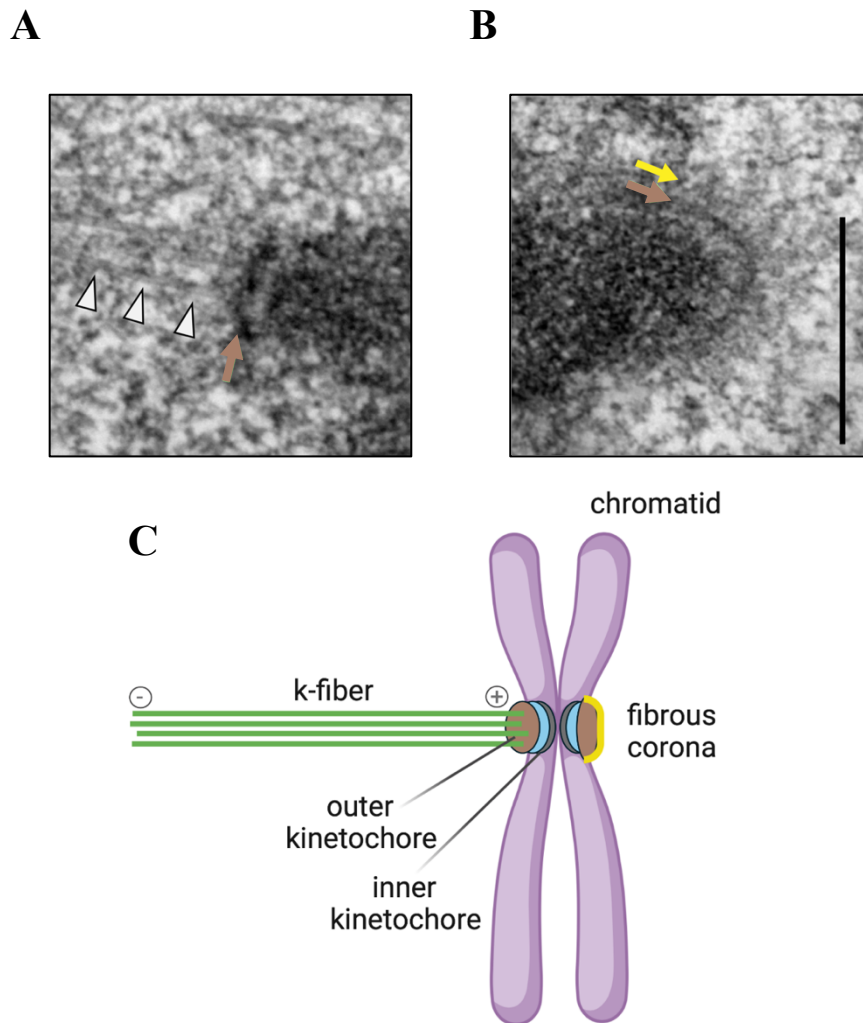 A
B
C
chromatid
k-fiber
-
+
fibrous
corona
outer
kinetochore
inner
kinetochore